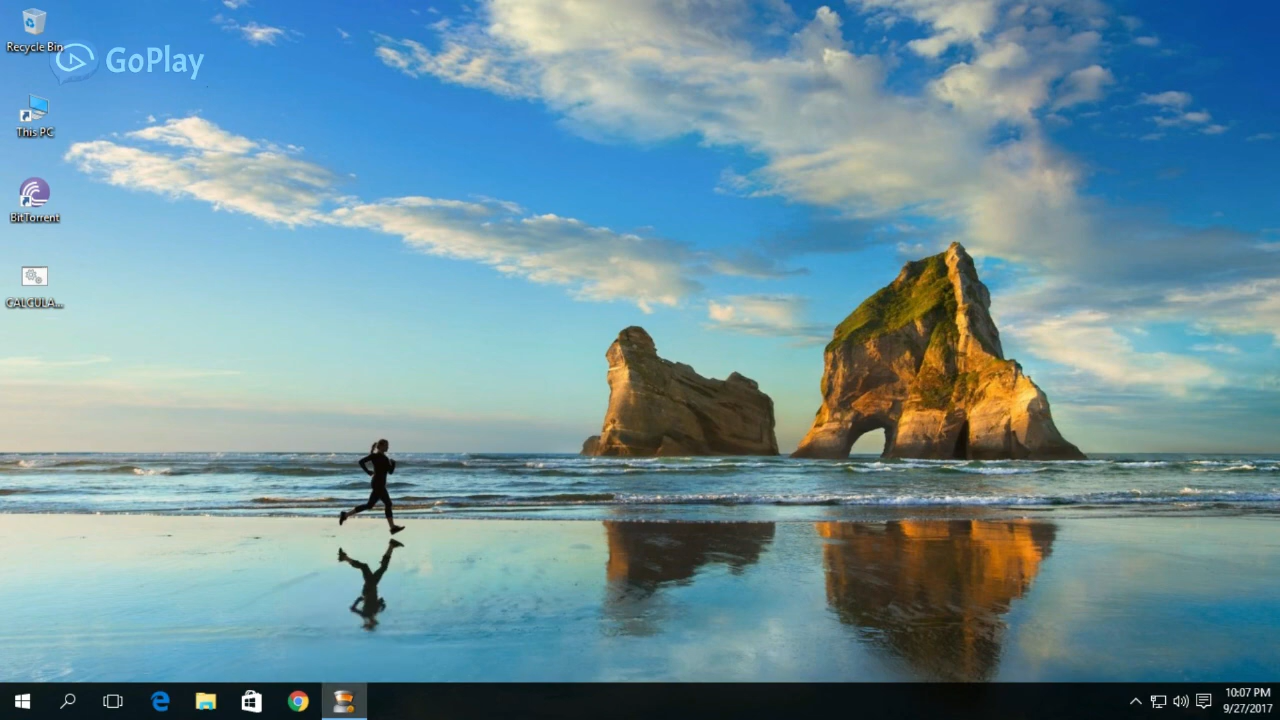 Recycle Bin
GoPlay
This PC
BitTorrent
CALCULA...
10:07 PM
9/27/2017